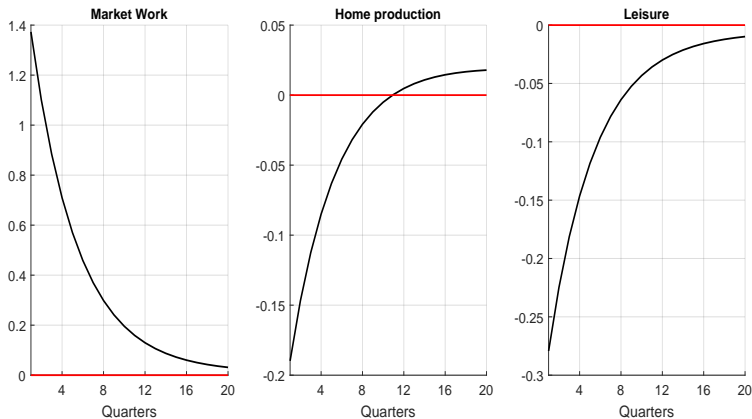 Market Work
1.4
1.2
1
0.8
0.6
0.4
0.2
0
4 8 12 16 20
Quarters
Home production
0.05
0
-0.05
-0.1
-0.15
-0.2
4 8 12 16 20
Quarters
Leisure
0
-0.05
-0.1
-0.15
-0.2
-0.25
-0.3
4 8 12 16 20
Quarters